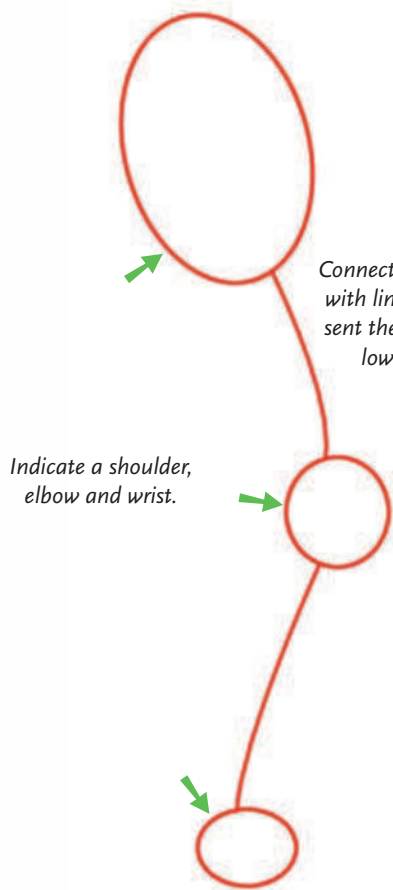 Connect
with lin
sent the
low
Indicate a shoulder,
elbow and wrist.